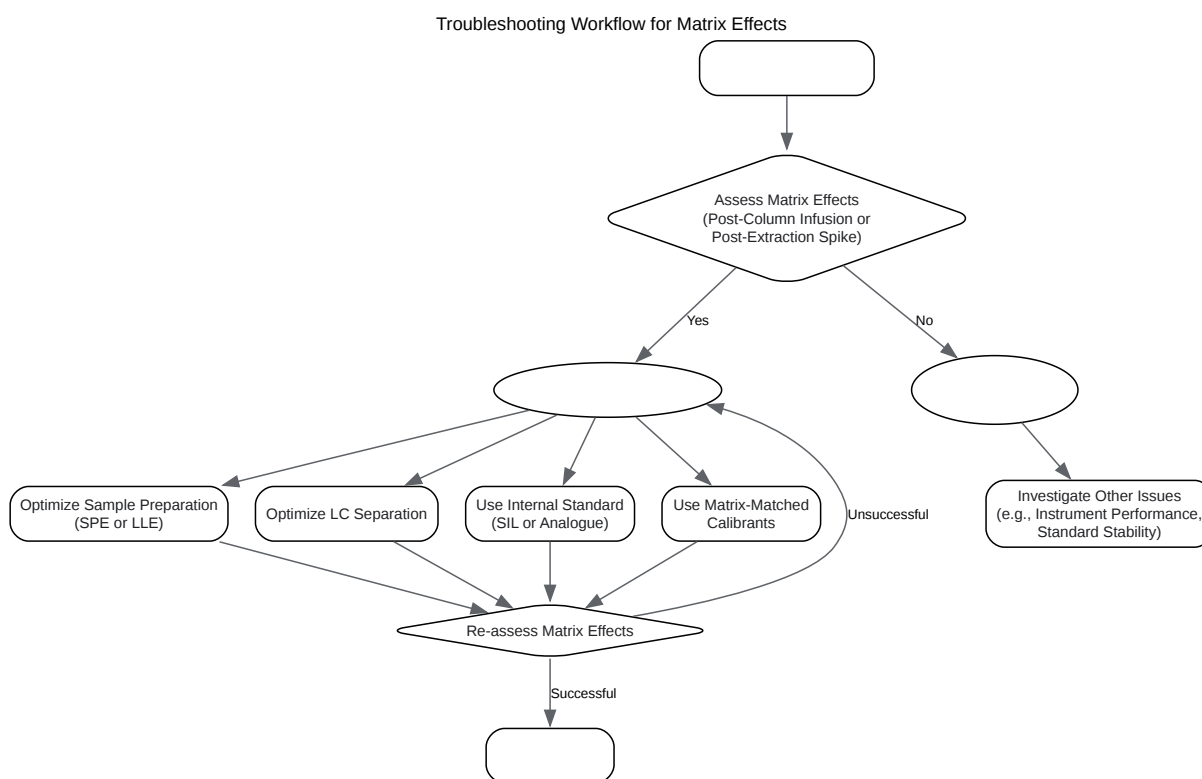 Troubleshooting Workflow for Matrix Effects
Assess Matrix Effects
(Post-Column Infusion or
Post-Extraction Spike)
Yes
No
Optimize Sample Preparation
(SPE or LLE)
Optimize LC Separation
Use Internal Standard
(SIL or Analogue)
Use Matrix-Matched
Calibrants
Unsuccessful
Investigate Other Issues
(e.g., Instrument Performance,
Standard Stability)
Re-assess Matrix Effects
Successful